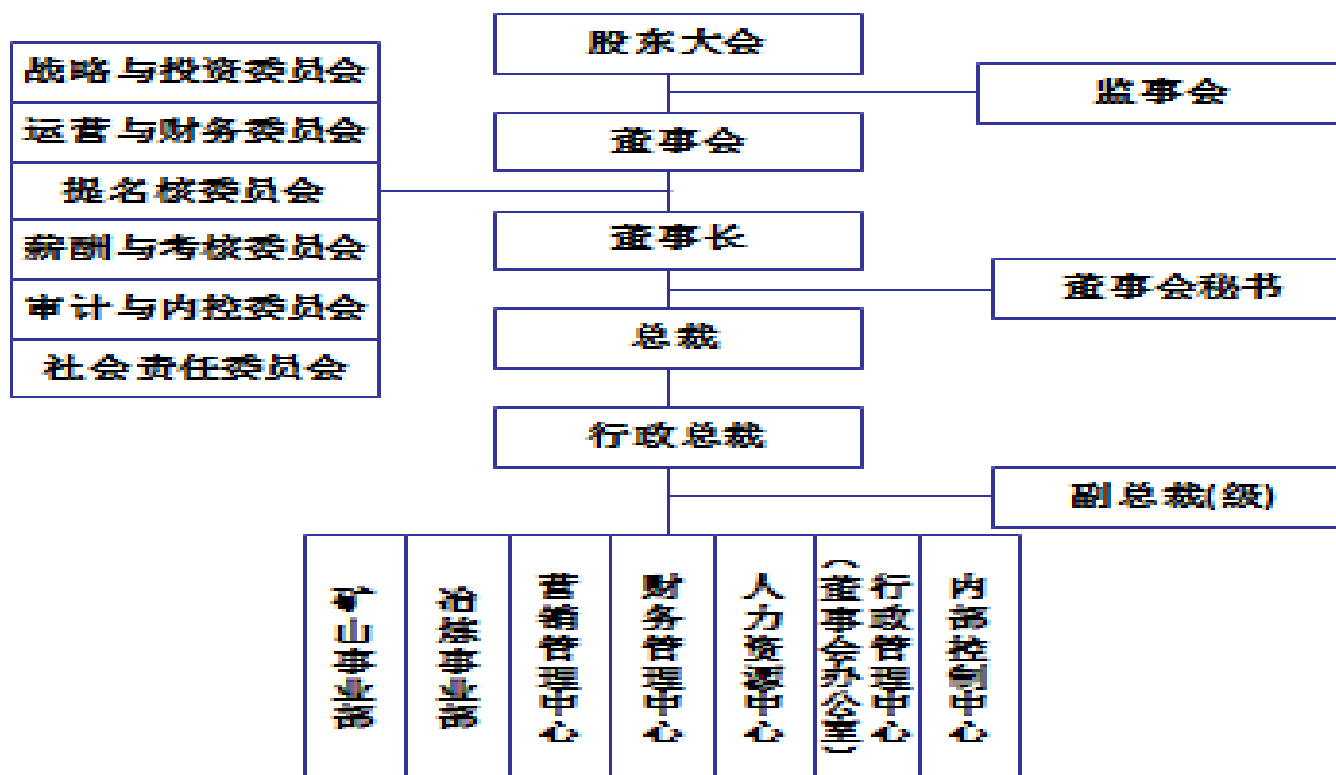 股东大会
监事会
董事会
战略与投资委员会
运营与财务委员会
提名核委员会
薪酬与考核委员会
审计与内控委员会
社会责任委员会
董事长
董事会秘书
总裁
行政总裁
副总裁(级)
矿山事业部
冶炼事业部
营销管理中心
财务管理中心
人力资源中心
行政管理中心
(董事会办公室)
内部控制中心